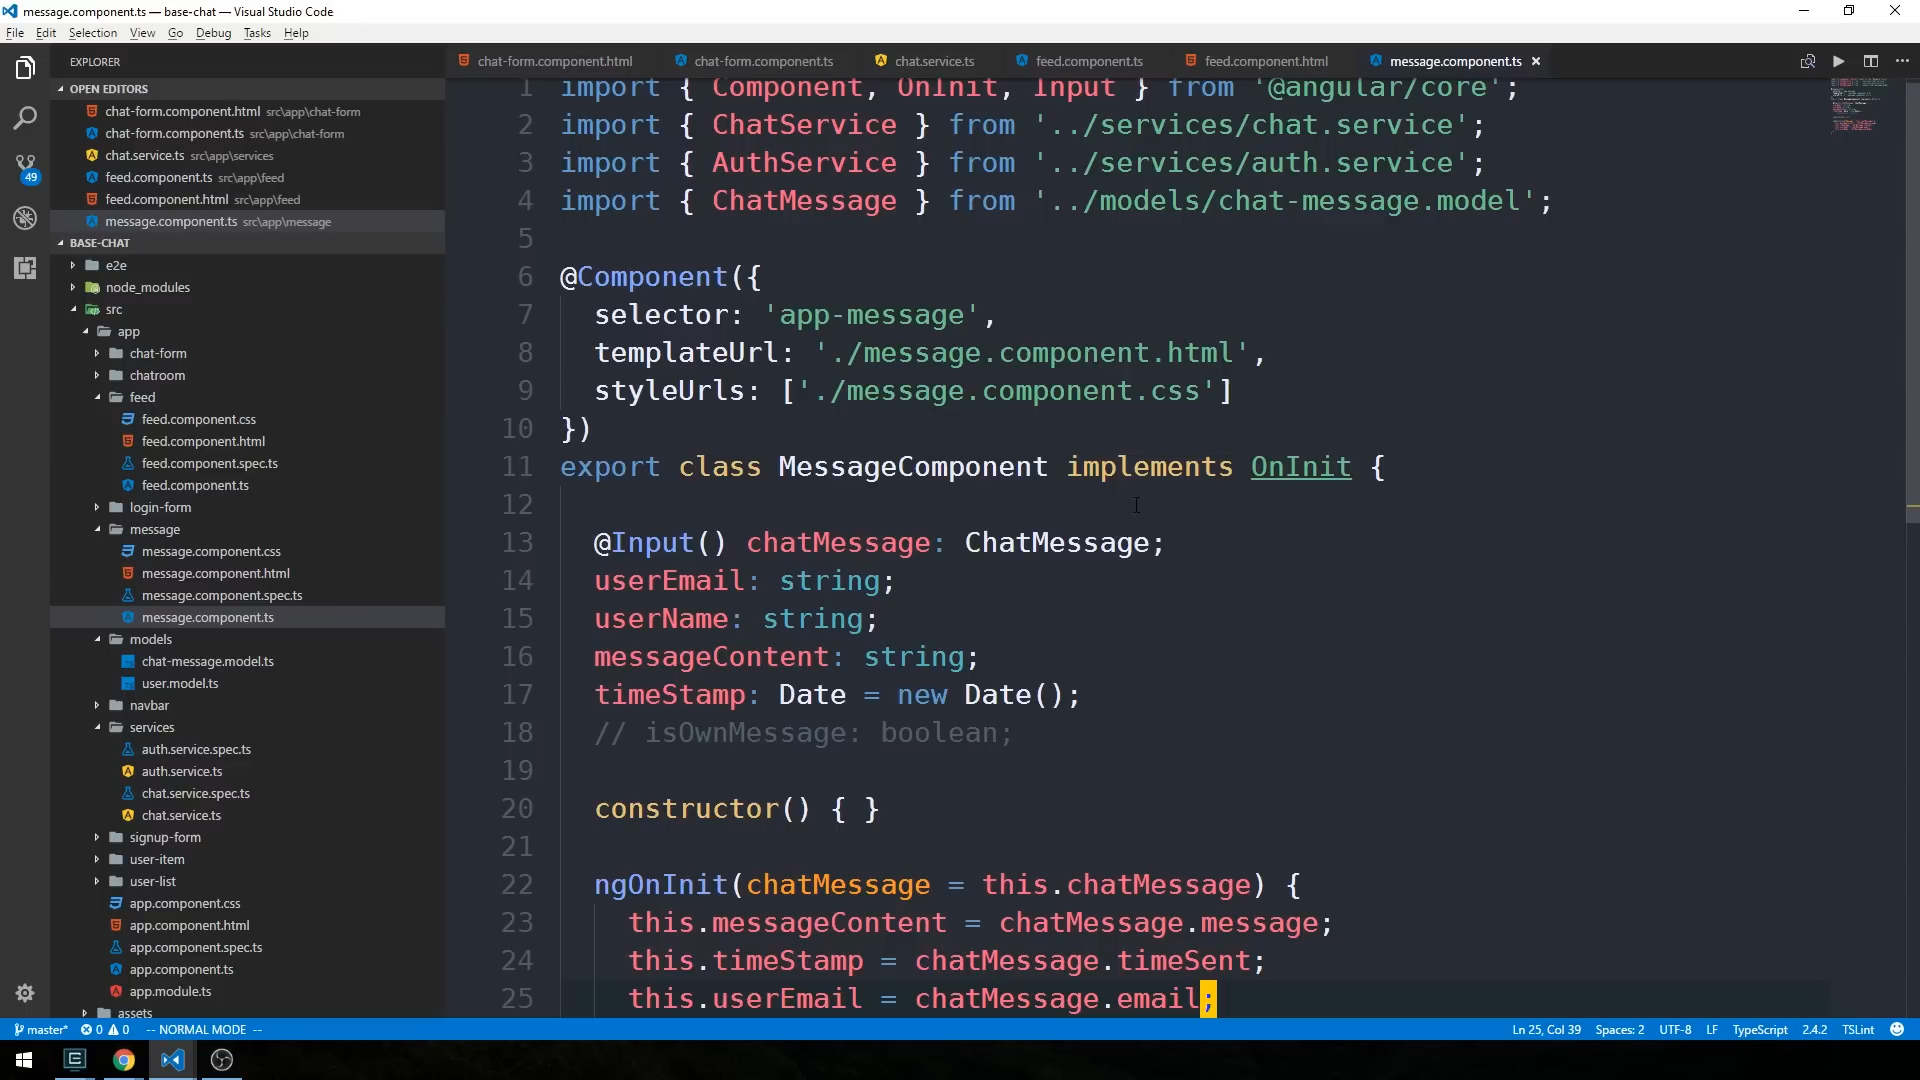 message.component.ts — base-chat — Visual Studio Code
File Edit Selection View Go Debug Tasks Help
EXPLORER
OPEN EDITORS
chat-form.component.html src\app\chat-form
chat-form.component.ts src\app\chat-form
chat.service.ts src\app\services
feed.component.ts src\app\feed
feed.component.html src\app\feed
message.component.ts src\app\message
BASE-CHAT
e2e
node_modules
src
app
chat-form
chatroom
feed
feed.component.css
feed.component.html
feed.component.spec.ts
feed.component.ts
login-form
message
message.component.css
message.component.html
message.component.spec.ts
message.component.ts
models
chat-message.model.ts
user.model.ts
navbar
services
auth.service.spec.ts
auth.service.ts
chat.service.spec.ts
chat.service.ts
signup-form
user-item
user-list
app.component.css
app.component.html
app.component.spec.ts
app.component.ts
app.module.ts
assets
49
chat-form.component.html chat-form.component.ts chat.service.ts feed.component.ts feed.component.html message.component.ts
1 import { Component, OnInit, Input } from '@angular/core';
2 import { ChatService } from '../services/chat.service';
3 import { AuthService } from '../services/auth.service';
4 import { ChatMessage } from '../models/chat-message.model';
5
6 @Component({
7 selector: 'app-message',
8 templateUrl: './message.component.html',
9 styleUrls: ['./message.component.css']
10 })
11 export class MessageComponent implements OnInit {
12
13 @Input() chatMessage: ChatMessage;
14 userEmail: string;
15 userName: string;
16 messageContent: string;
17 timeStamp: Date = new Date();
18 // isOwnMessage: boolean;
19
20 constructor() { }
21
22 ngOnInit(chatMessage = this.chatMessage) {
23 this.messageContent = chatMessage.message;
24 this.timeStamp = chatMessage.timeSent;
25 this.userEmail = chatMessage.email;
master* 0 0 -- NORMAL MODE -- Ln 25, Col 39 Spaces: 2 UTF-8 LF TypeScript 2.4.2 TSLint